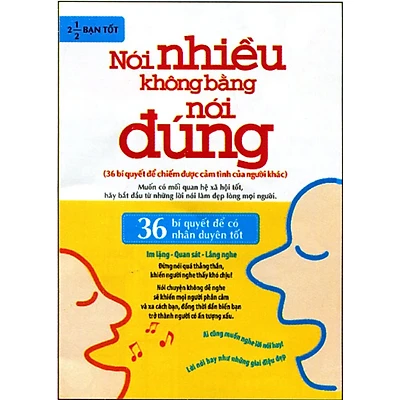 2 1/2 BẠN TỐT
Nói nhiều
không bằng
nói
đúng
(36 bí quyết để chiếm được cảm tình của người khác)
Muốn có mối quan hệ xã hội tốt,
hãy bắt đầu từ những lời nói làm đẹp lòng mọi người.
36 bí quyết để có
nhân duyên tốt
Im lặng - Quan sát - Lắng nghe
Đừng nói quá thẳng thắn,
khiến người nghe thấy khó chịu!
Nói chuyện không dễ nghe
sẽ khiến mọi người phản cảm
và xa cách bạn, đồng thời dần biến bạn
trở thành người có ấn tượng xấu.
Ai cũng muốn nghe lời nói hay!
Lời nói hay như những giai điệu đẹp